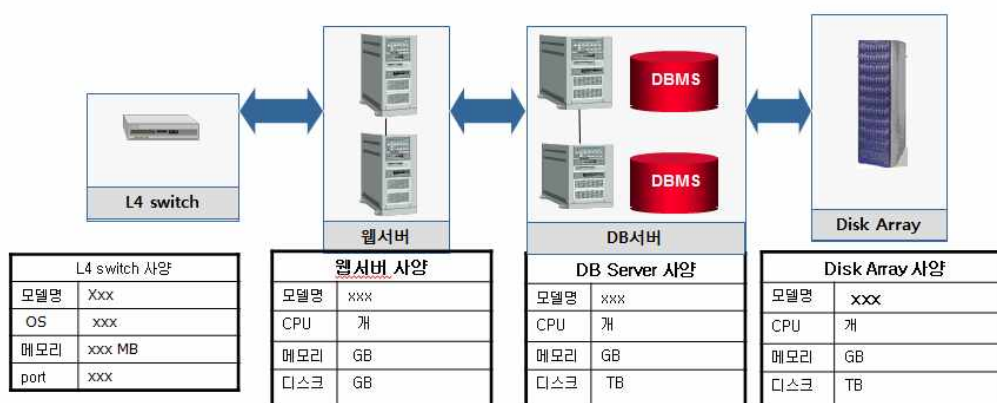 DBMS
DBMS
L4 switch
웹서버
DB서버
Disk Array
L4 switch 사양
모델명 Xxx
OS xxx
메모리 xxx MB
port xxx
웹서버 사양
모델명 xxx
CPU 개
메모리 GB
디스크 GB
DB Server 사양
모델명 xxx
CPU 개
메모리 GB
디스크 TB
Disk Array 사양
모델명 xxx
CPU 개
메모리 GB
디스크 TB